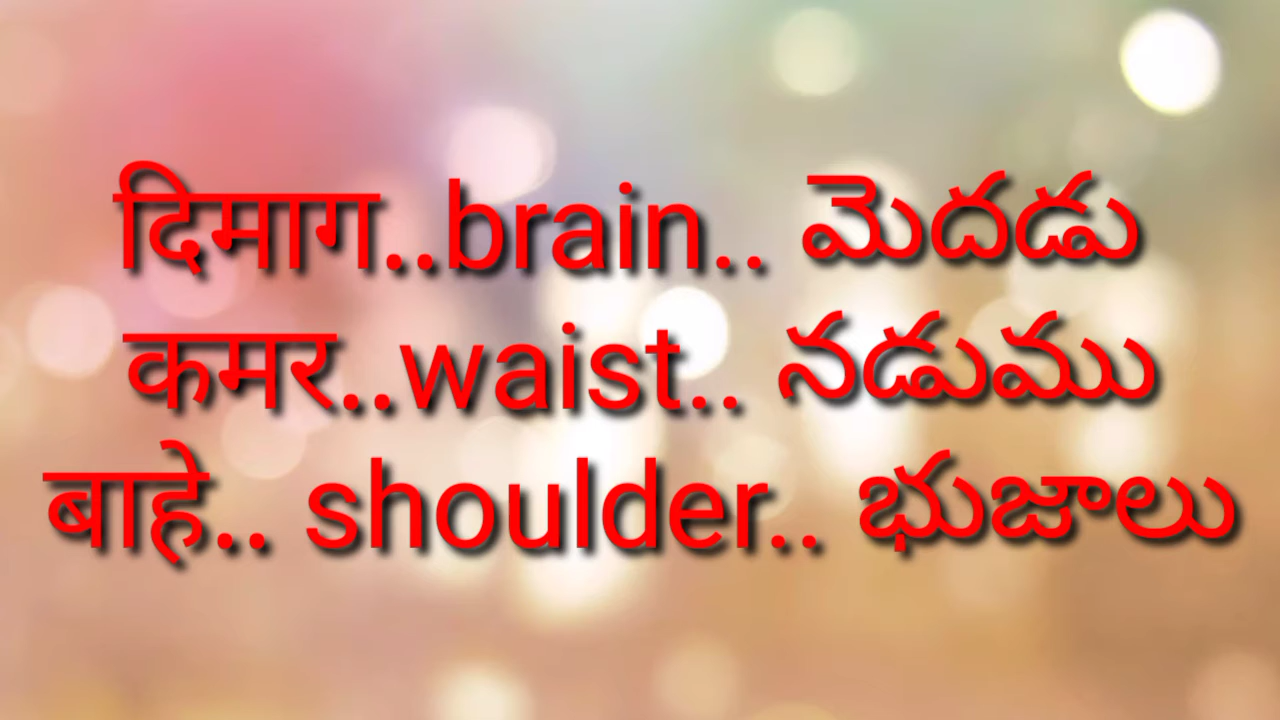 दिमाग..brain.. మెదడు
कमर..waist.. నడుము
बाहे.. shoulder.. భుజాలు